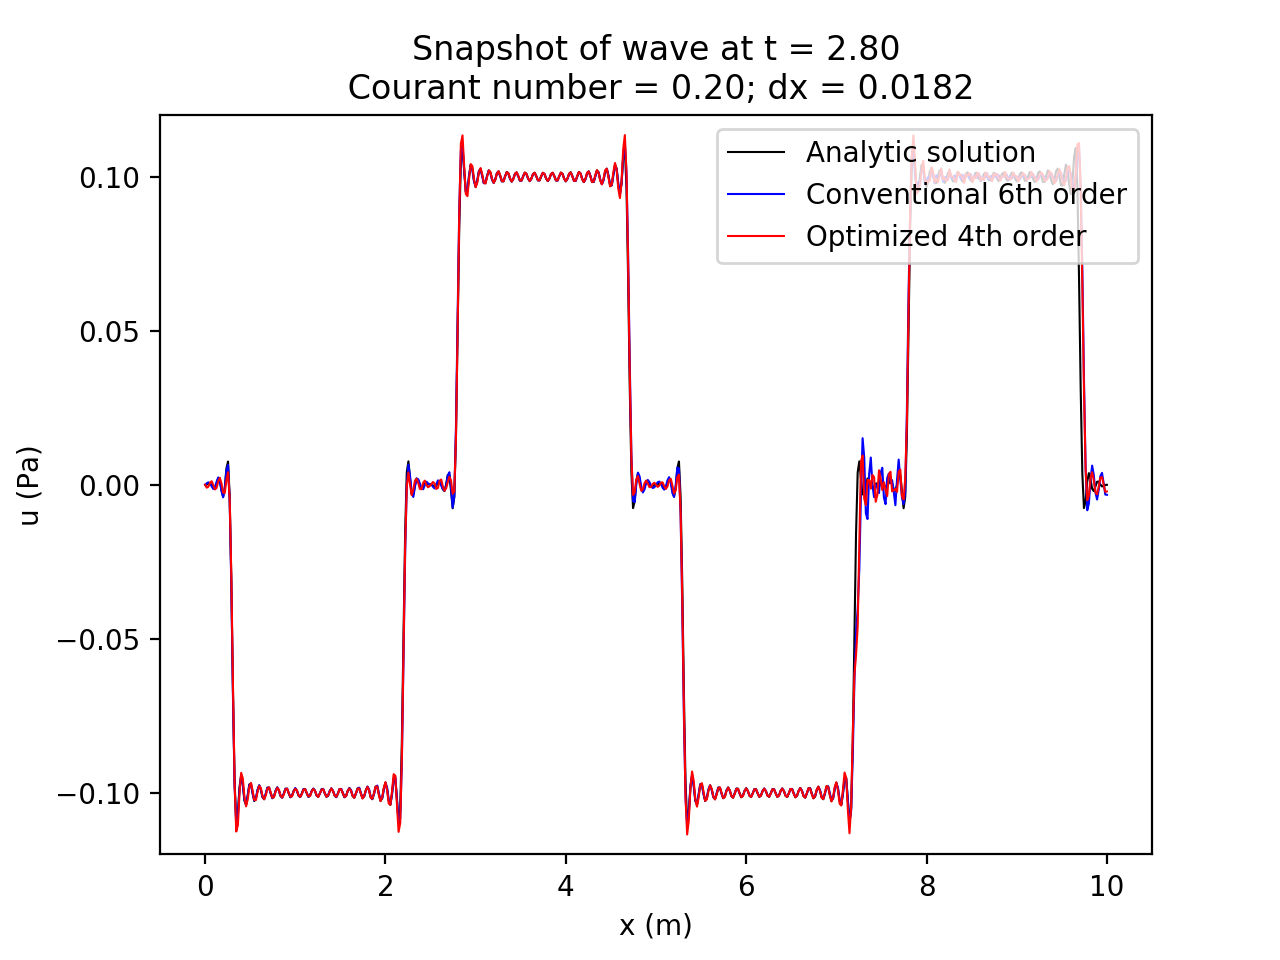 Snapshot of wave at t = 2.80
Courant number = 0.20; dx = 0.0182
Analytic solution
Conventional 6th order
Optimized 4th order
0.10
0.05
0.00
−0.05
−0.10
u (Pa)
0 2 4 6 8 10
x (m)